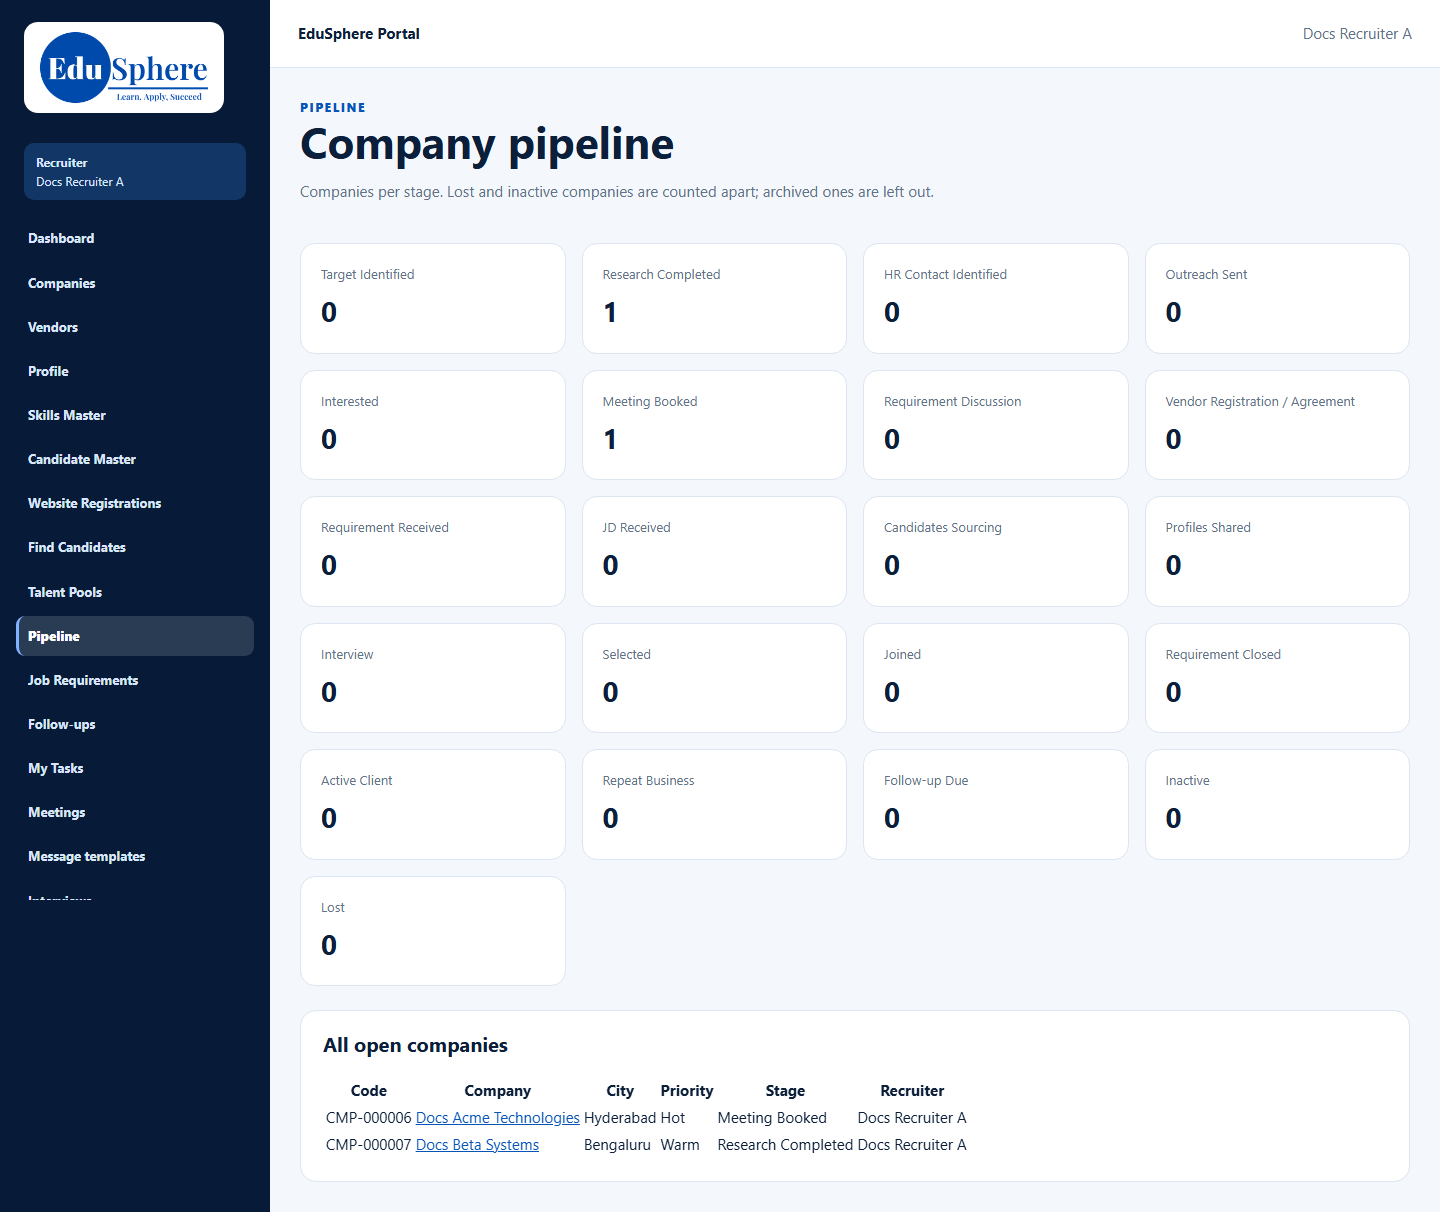 EduSphere
Learn. Apply, Succeed
Recruiter
Docs Recruiter A
Dashboard
Companies
Vendors
Profile
Skills Master
Candidate Master
Website Registrations
Find Candidates
Talent Pools
Pipeline
Job Requirements
Follow-ups
My Tasks
Meetings
Message templates
Interviews
EduSphere Portal
Docs Recruiter A
PIPELINE
Company pipeline
Companies per stage. Lost and inactive companies are counted apart; archived ones are left out.
Target Identified
0
Research Completed
1
HR Contact Identified
0
Outreach Sent
0
Interested
0
Meeting Booked
1
Requirement Discussion
0
Vendor Registration / Agreement
0
Requirement Received
0
JD Received
0
Candidates Sourcing
0
Profiles Shared
0
Interview
0
Selected
0
Joined
0
Requirement Closed
0
Active Client
0
Repeat Business
0
Follow-up Due
0
Inactive
0
Lost
0
All open companies
Code Company City Priority Stage Recruiter
CMP-000006 Docs Acme Technologies Hyderabad Hot Meeting Booked Docs Recruiter A
CMP-000007 Docs Beta Systems Bengaluru Warm Research Completed Docs Recruiter A